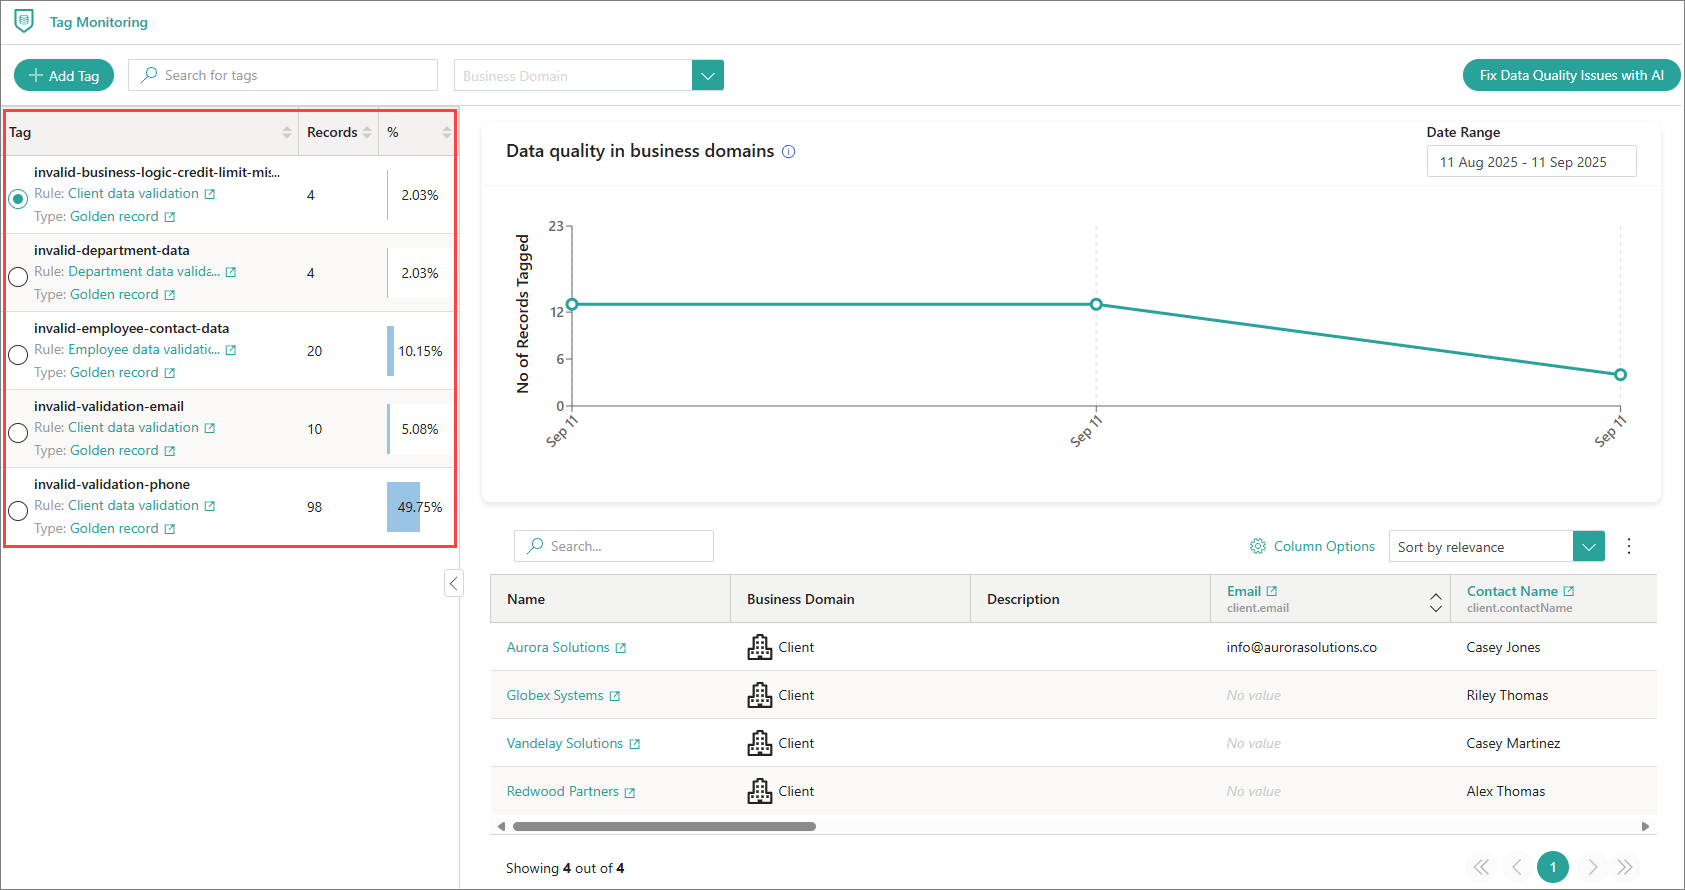 Tag Monitoring
Add Tag
Search for tags
Business Domain
Fix Data Quality Issues with AI
Tag
Records
%
invalid-business-logic-credit-limit-mis...
Rule: Client data validation
Type: Golden record
4
2.03%
invalid-department-data
Rule: Department data valida...
Type: Golden record
4
2.03%
invalid-employee-contact-data
Rule: Employee data validatic...
Type: Golden record
20
10.15%
invalid-validation-email
Rule: Client data validation
Type: Golden record
10
5.08%
invalid-validation-phone
Rule: Client data validation
Type: Golden record
98
49.75%
Data quality in business domains
Date Range
11 Aug 2025 - 11 Sep 2025
No of Records Tagged
23
12
6
0
Sep 11
Sep 11
Sep 11
Search...
Column Options
Sort by relevance
Name
Business Domain
Description
Email
client.email
Contact Name
client.contactName
Aurora Solutions
Client
info@aurorasolutions.co
Casey Jones
Globex Systems
Client
No value
Riley Thomas
Vandelay Solutions
Client
No value
Casey Martinez
Redwood Partners
Client
No value
Alex Thomas
Showing 4 out of 4
1